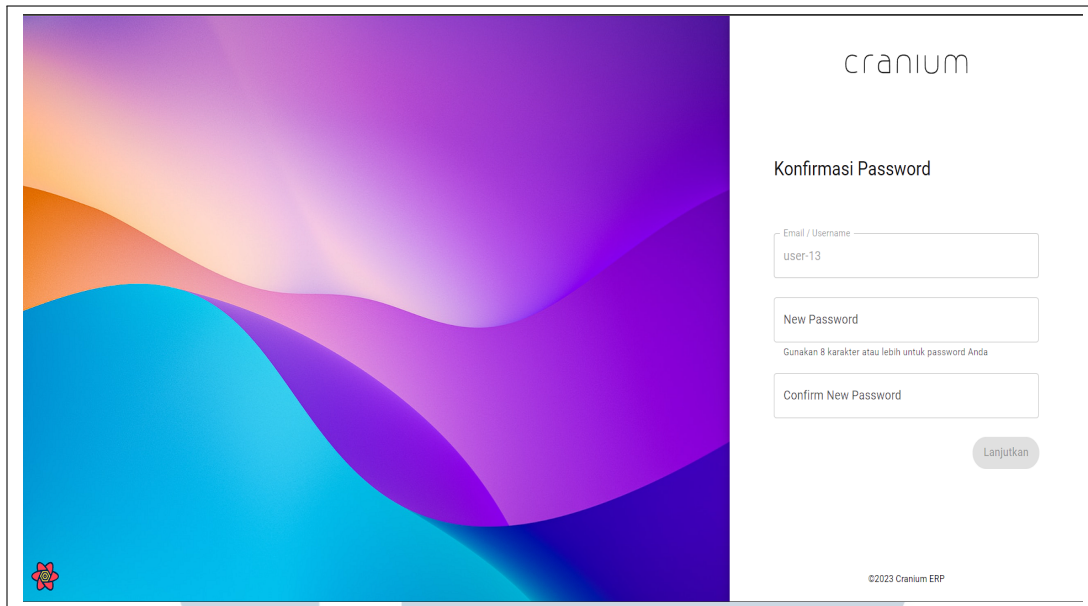 cranium
Konfirmasi Password
Email / Username
user-13
New Password
Gunakan 8 karakter atau lebih untuk password Anda
Confirm New Password
Lanjutkan
©2023 Cranium ERP